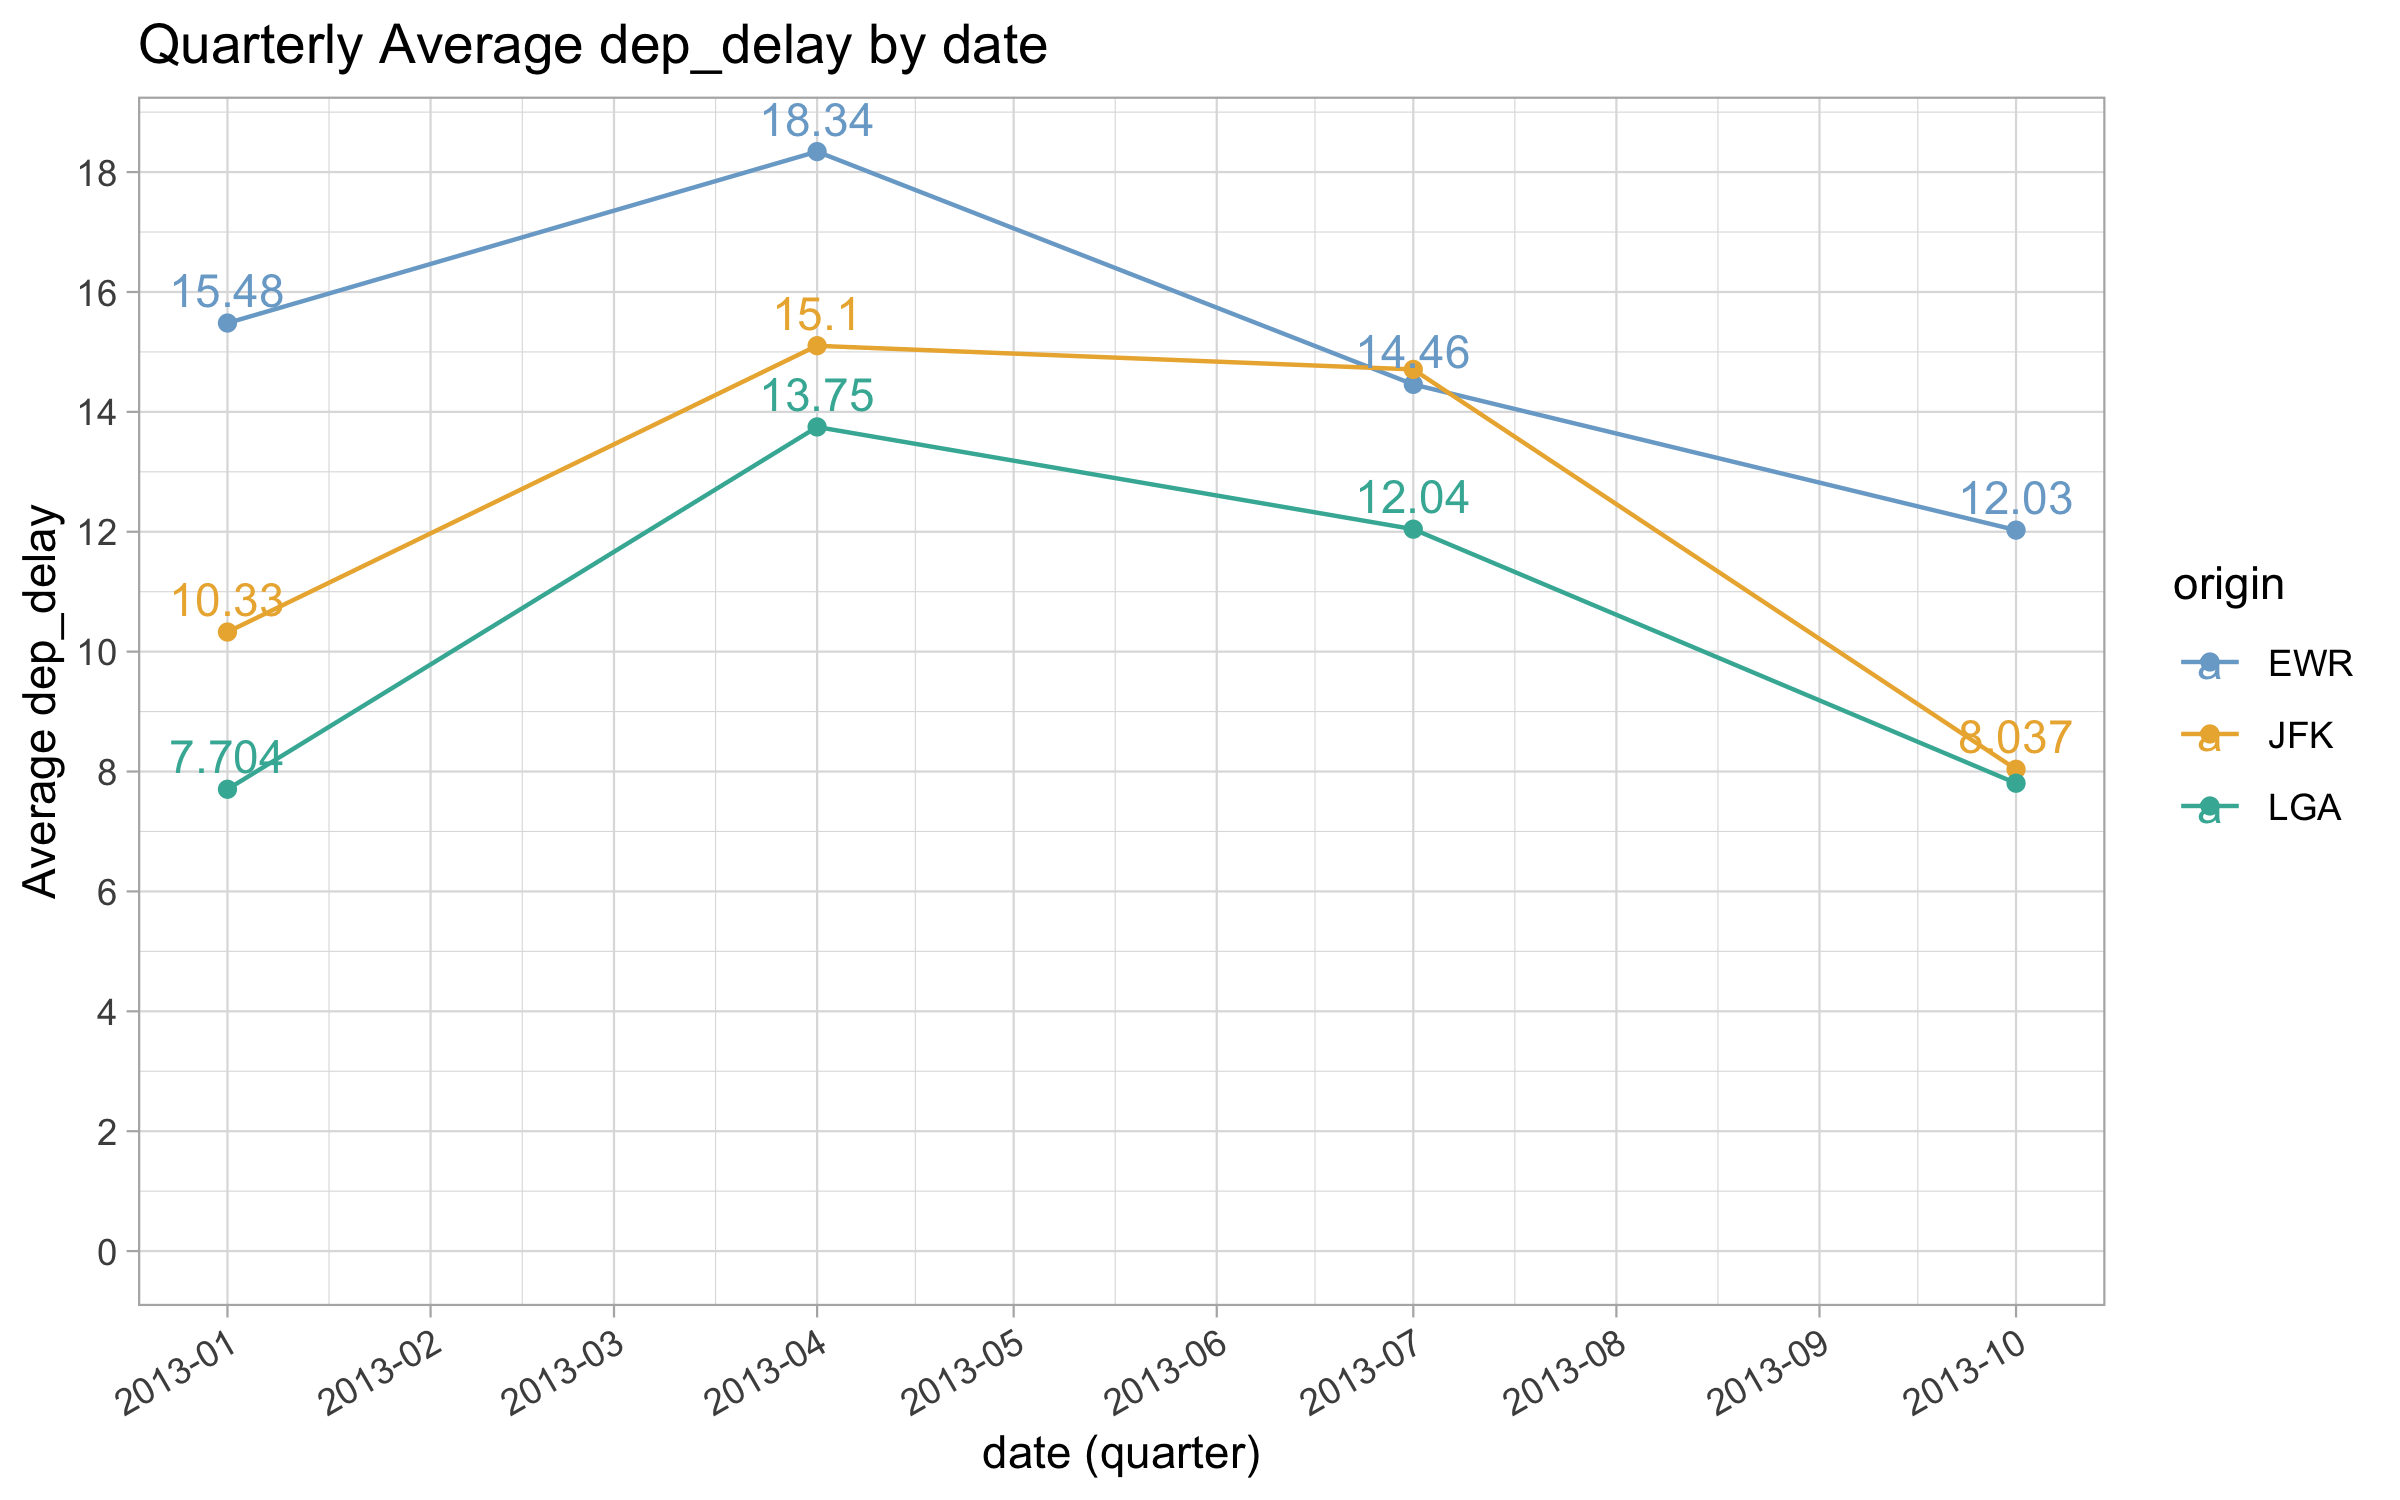 Quarterly Average dep_delay by date
18.34
18
15.48
16
15.1
14.46
13.75
14
12.04
12.03
12
10.33
10
8.037
7.704
8
6
4
2
0
Average dep_delay
2013-01 2013-02 2013-03 2013-04 2013-05 2013-06 2013-07 2013-08 2013-09 2013-10
date (quarter)
origin
a EWR
a JFK
a LGA